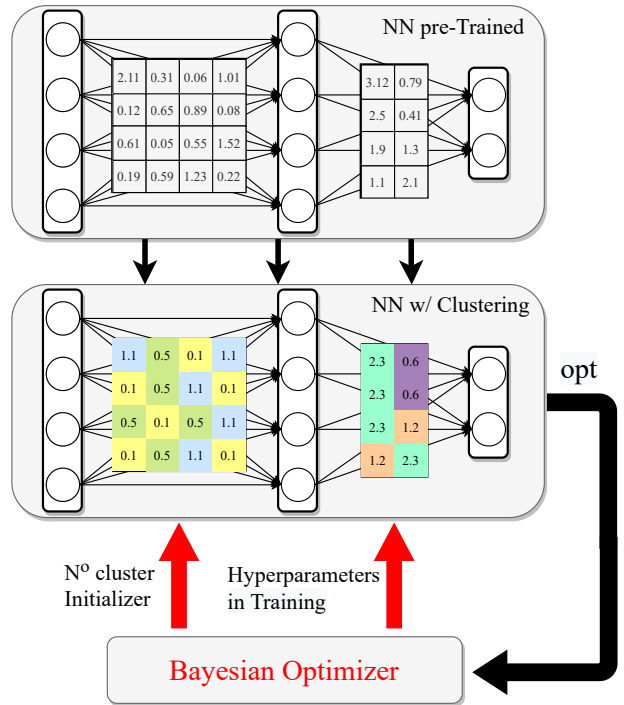 NN pre-Trained
2.11 0.31 0.06 1.01
0.12 0.65 0.89 0.08
0.61 0.05 0.55 1.52
0.19 0.59 1.23 0.22
3.12 0.79
2.5 0.41
1.9 1.3
1.1 2.1
NN w/ Clustering
1.1 0.5 0.1 1.1
0.1 0.5 1.1 0.1
0.5 0.1 0.5 1.1
0.1 0.5 1.1 0.1
2.3 0.6
2.3 0.6
2.3 1.2
1.2 2.3
opt
Nº cluster
Initializer
Hyperparameters
in Training
Bayesian Optimizer